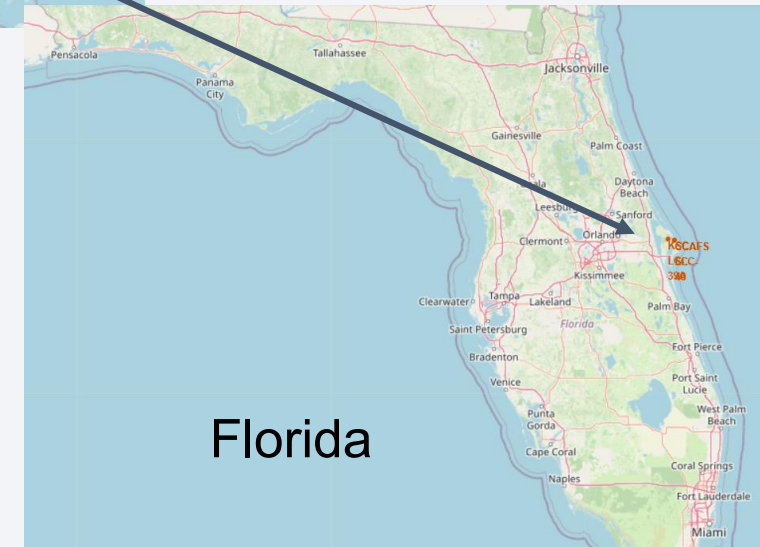 Pensacola
Tallahassee
Jacksonville
Panama
City
Gainesville
Palm Coast
Daytona
Beach
Leesburg
Sanford
Orlando
Clermont
Kissimmee
Clearwater
Tampa
Lakeland
Palm Bay
Saint Petersburg
Florida
Bradenton
Fort Pierce
Venice
Port Saint
Lucie
Punta
Gorda
West Palm
Beach
Florida
Cape Coral
Coral Springs
Naples
Fort Lauderdale
Miami